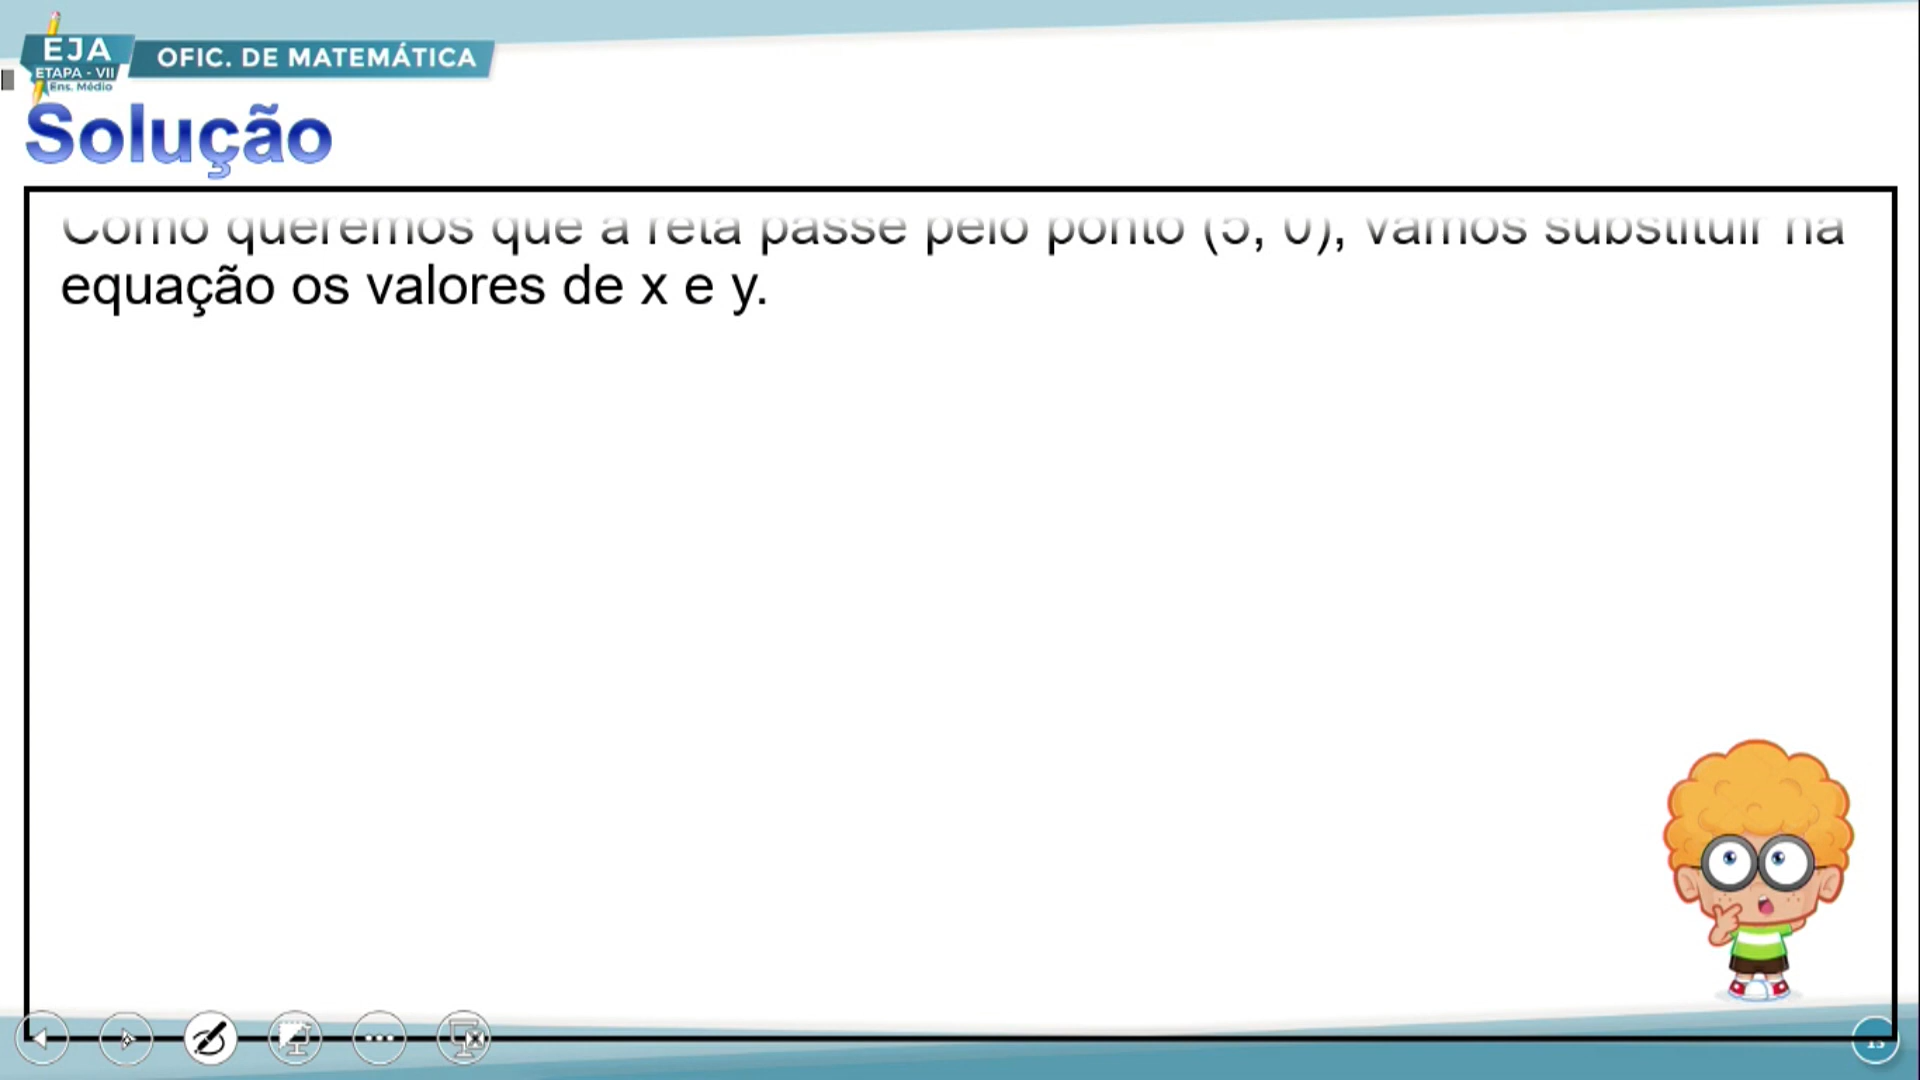 EJA
ETAPA - VII
Ens. Médio
OFIC. DE MATEMÁTICA
Solução
Como queremos que a reta passe pelo ponto (5, 0), vamos substituir na
equação os valores de x e y.